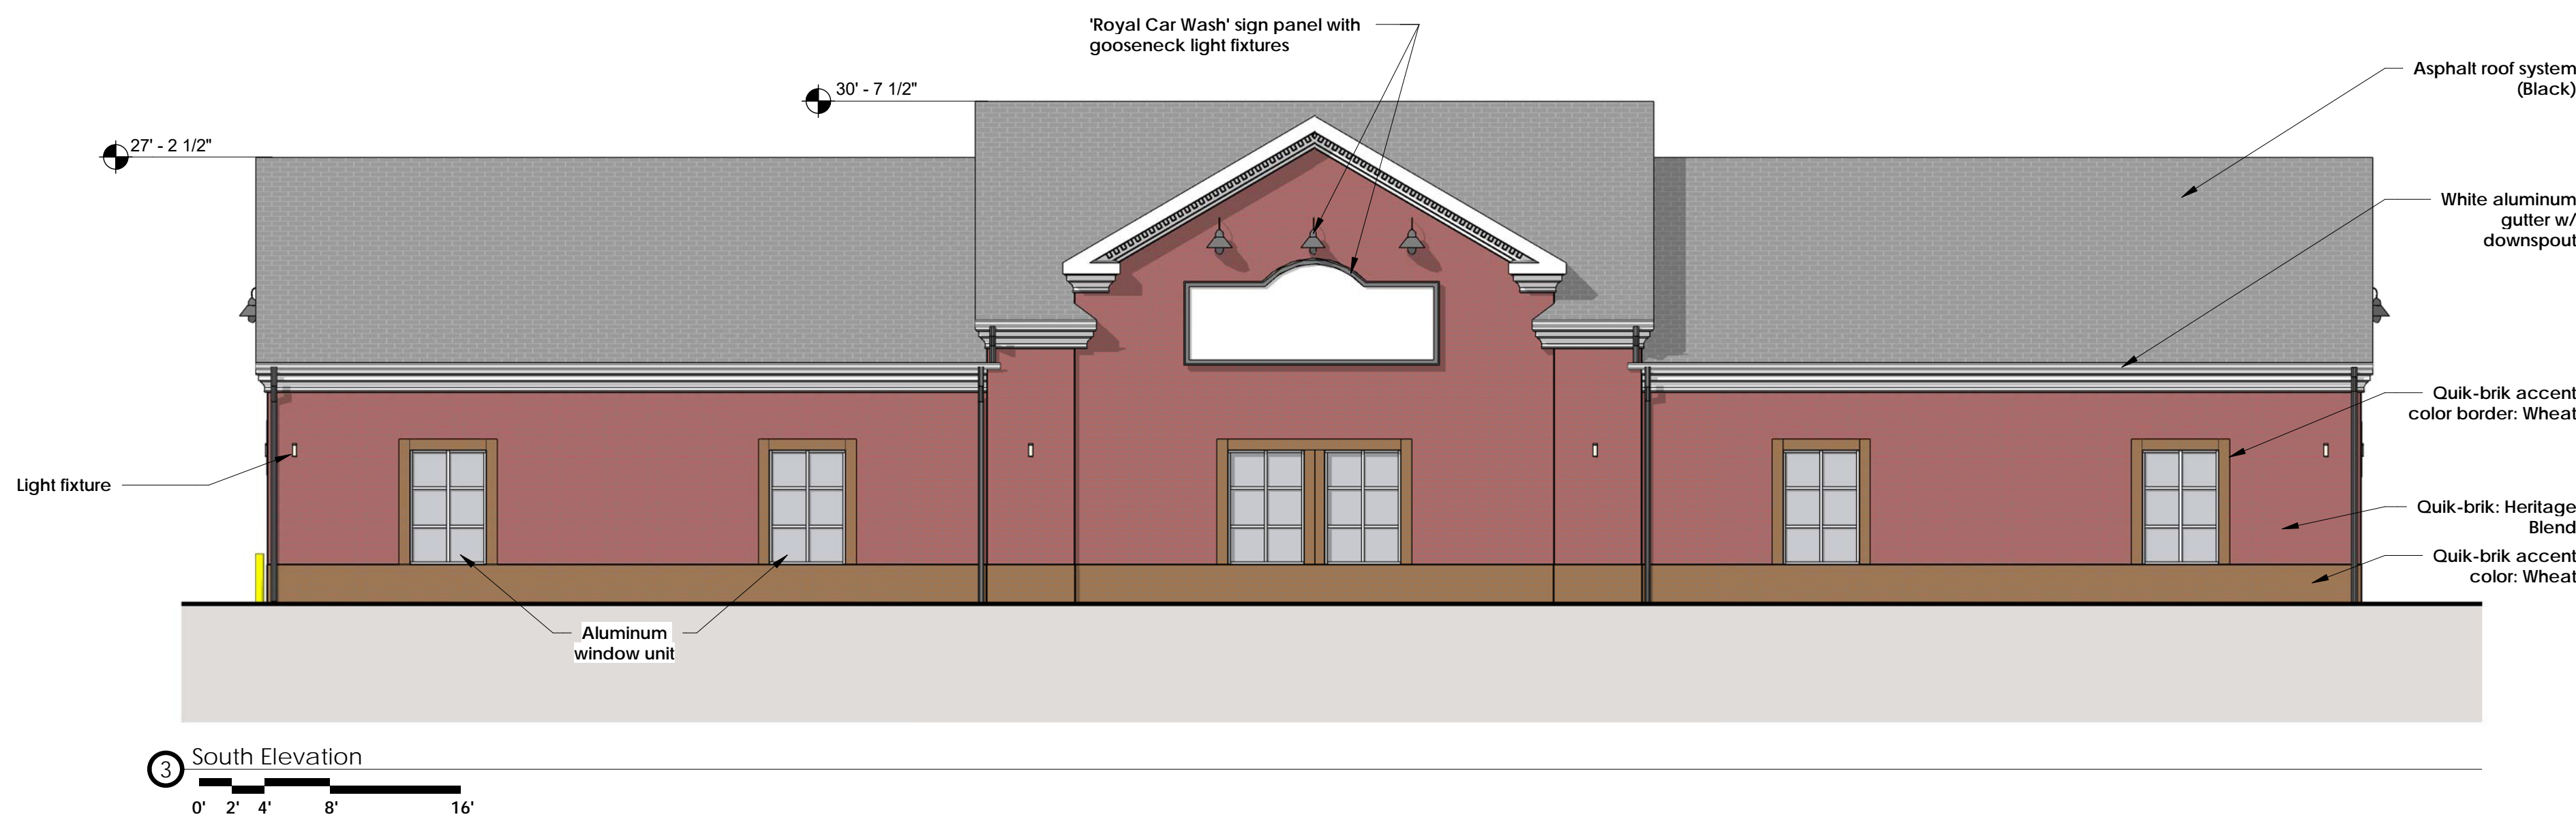 'Royal Car Wash' sign panel with
gooseneck light fixtures
Asphalt roof system
(Black)
30' - 7 1/2"
27' - 2 1/2"
White aluminum
gutter w/
downspout
Quik-brik accent
color border: Wheat
Light fixture
Quik-brik: Heritage
Blend
Quik-brik accent
color: Wheat
Aluminum
window unit
3 South Elevation
0' 2' 4' 8' 16'